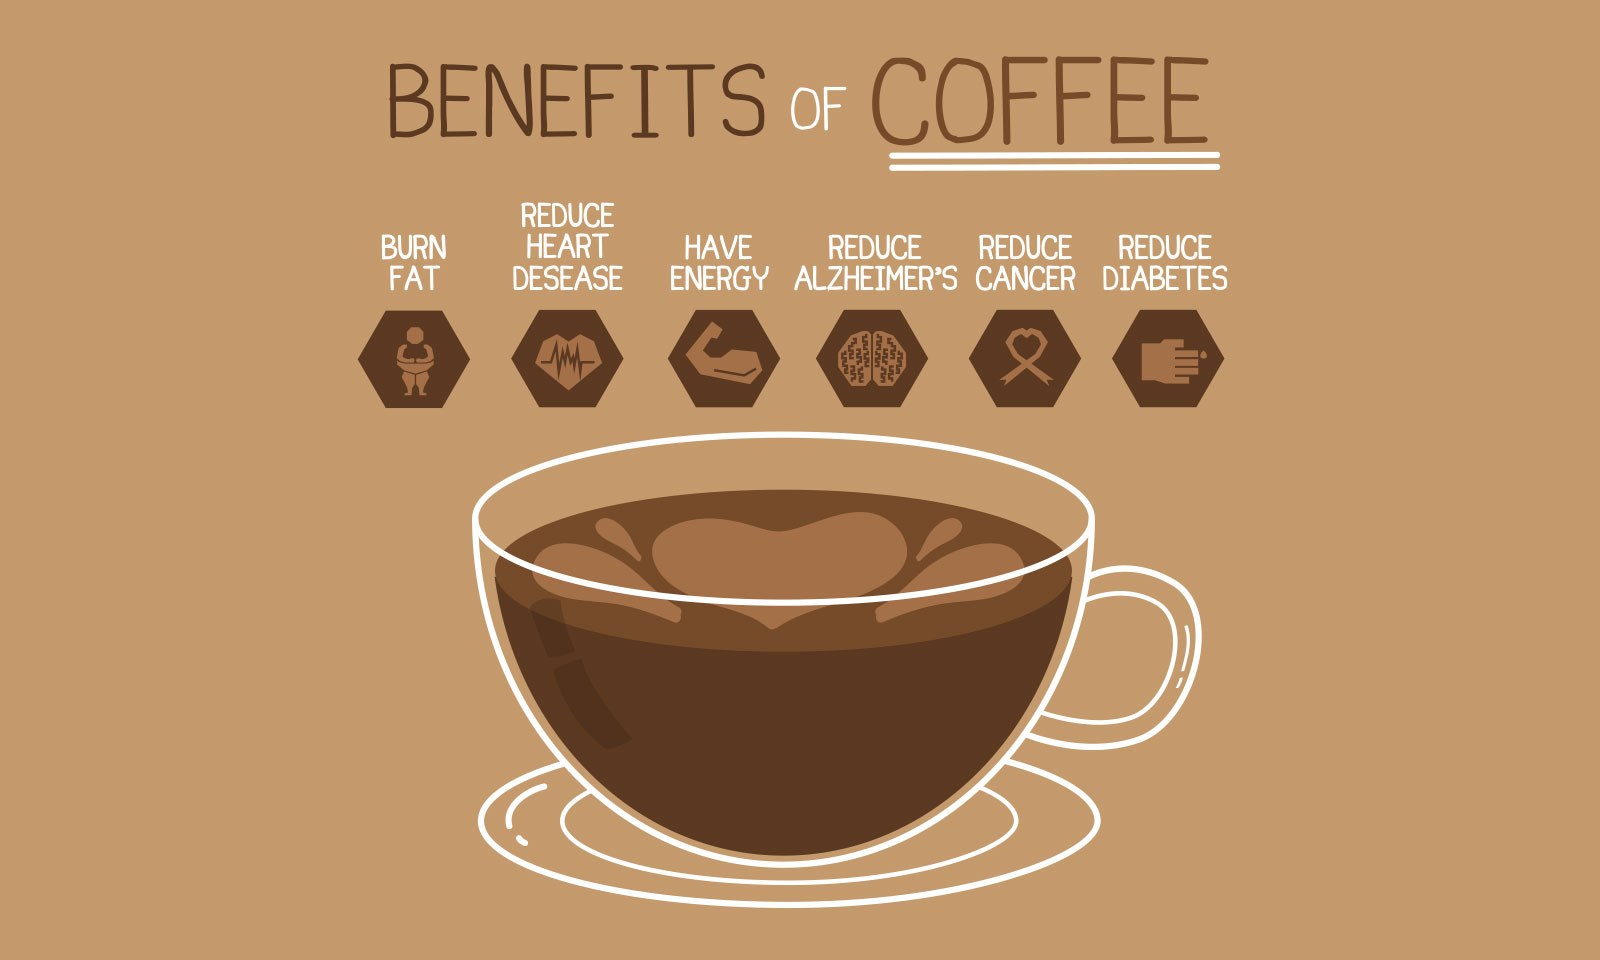 BENEFITS OF COFFEE
BURN
FAT
REDUCE
HEART
DESEASE
HAVE
ENERGY
REDUCE
ALZHEIMER'S
REDUCE
CANCER
REDUCE
DIABETES